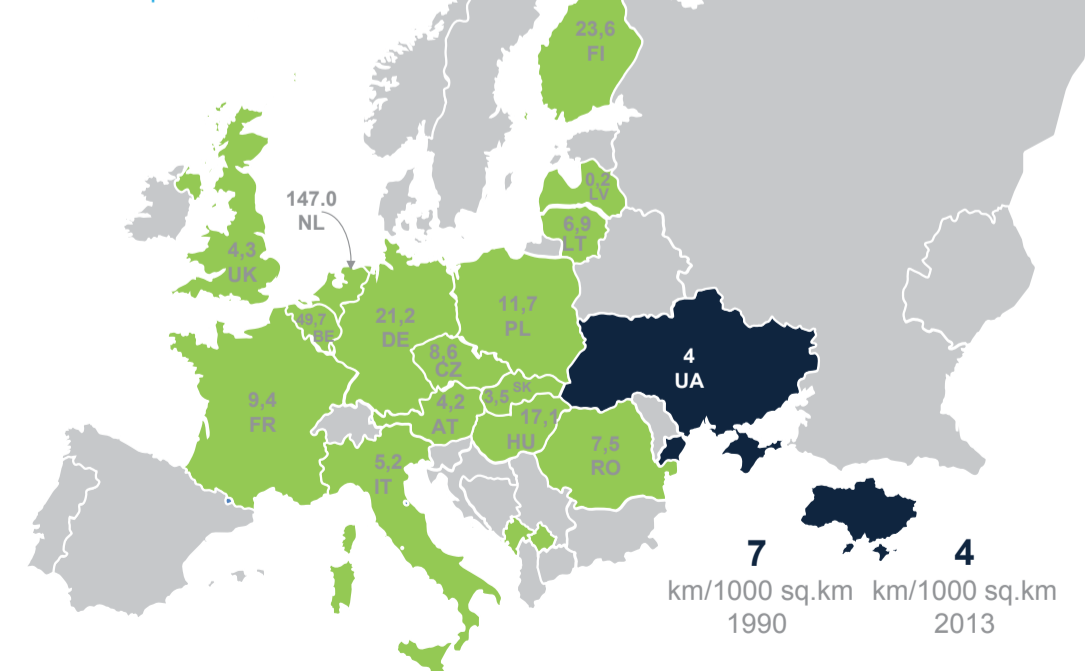 23,6
FI
0,2
LV
147.0
NL
6,9
LT
4,3
UK
49,7
BE
21,2
DE
11,7
PL
8,6
CZ
4
UA
SK
3,5
9,4
FR
4,2
AT
17,1
HU
7,5
RO
5,2
IT
7
4
km/1000 sq.km
km/1000 sq.km
1990
2013